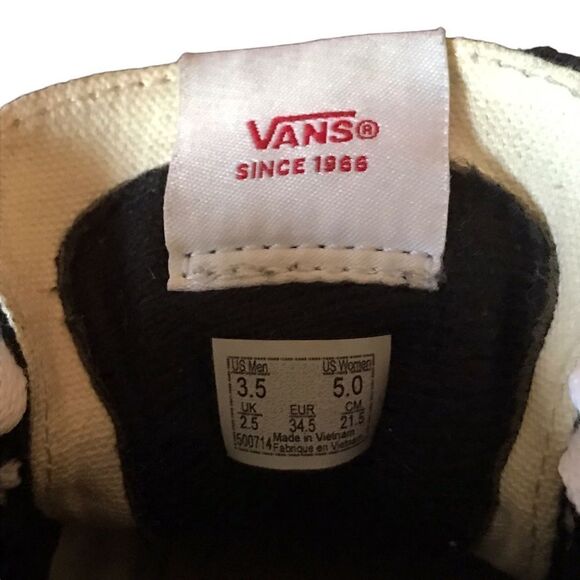 VANS®
SINCE 1966
US Men US Women
3.5 5.0
UK EUR CM
2.5 34.5 21.5
500714 Made in Vietnam
Fabriqué en Vietnam